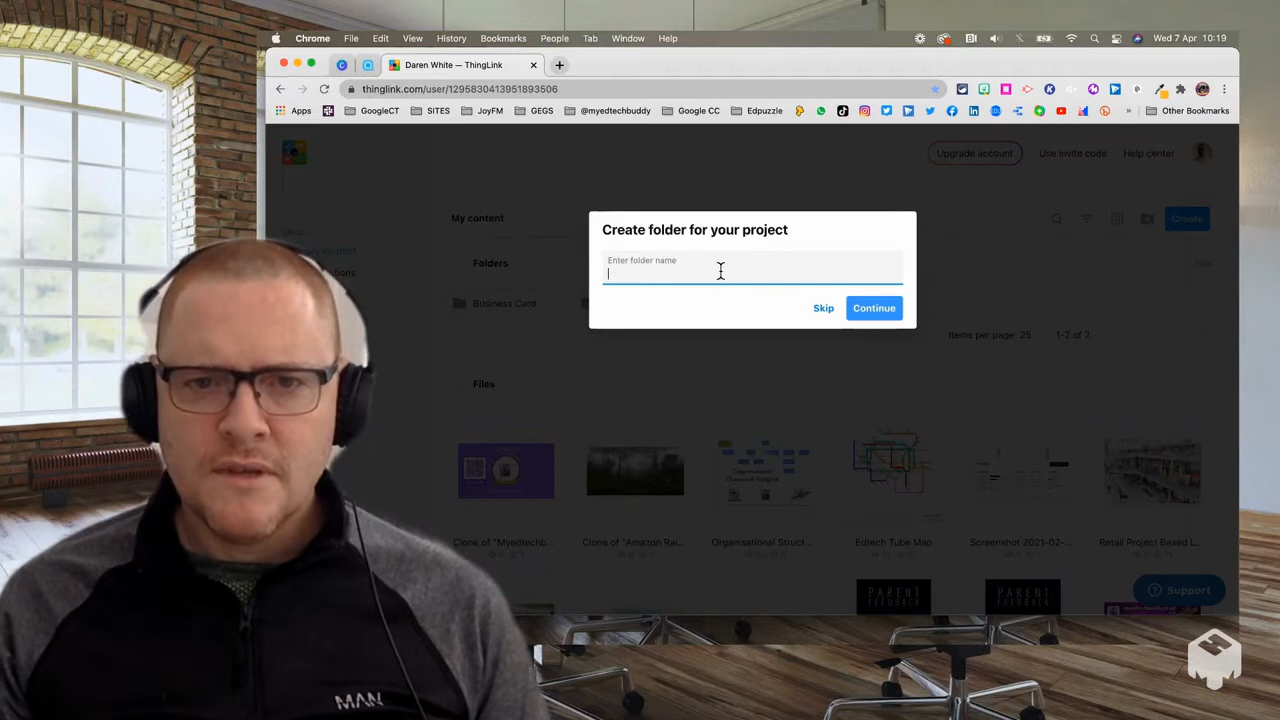 Chrome File Edit View History Bookmarks People Tab Window Help Wed 7 Apr 10:19
Daren White — ThingLink
thinglink.com/user/1295830413951893506
Apps GoogleCT SITES JoyFM GEGS @myedtechbuddy Google CC Edpuzzle » Other Bookmarks
Upgrade account Use invite code Help center
My content Create
Create folder for your project
Enter folder name
Skip Continue
Folders
Business Card
Items per page 25 1-2 of 2
Files
Clone of "Myedtechb... Clone of "Amazon Rai... Organisational Struct... Edtech Tube Map Screenshot 2021-02-... Retail Project Based L...
PARENT FEEDBACK PARENT FEEDBACK
Support
MAN